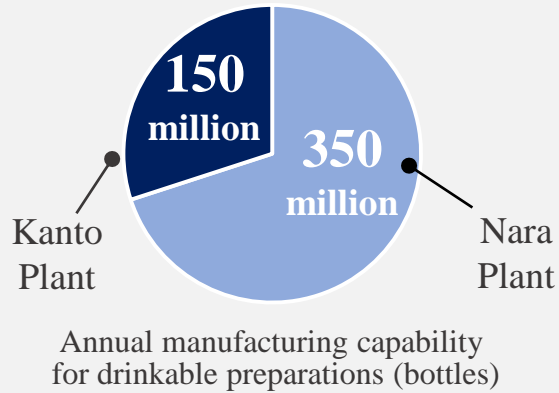 150
million
350
million
Kanto
Plant
Nara
Plant
Annual manufacturing capability
for drinkable preparations (bottles)